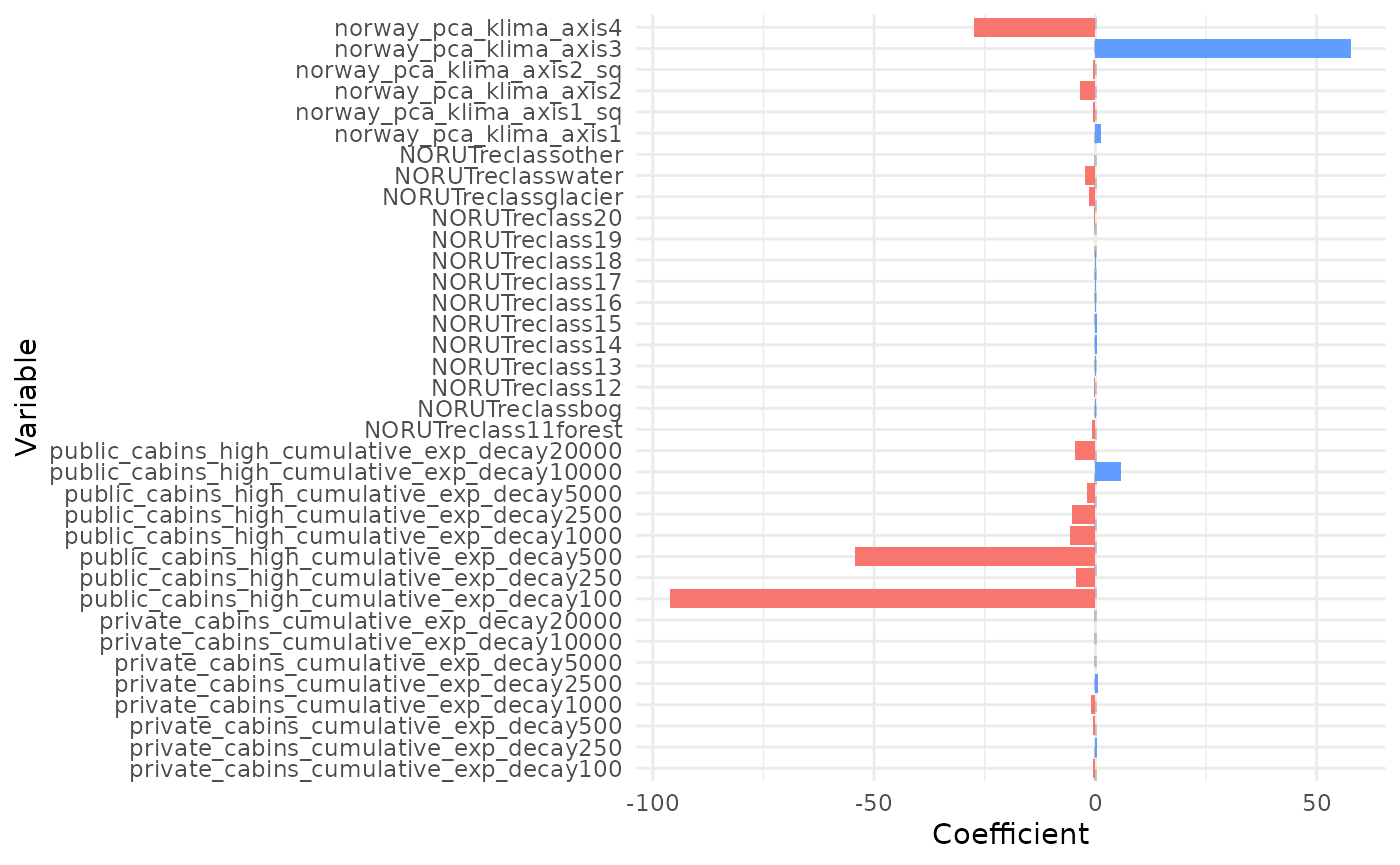 norway_pca_klima_axis4
norway_pca_klima_axis3
norway_pca_klima_axis2_sq
norway_pca_klima_axis2
norway_pca_klima_axis1_sq
norway_pca_klima_axis1
NORUTreclassother
NORUTreclasswater
NORUTreclassglacier
NORUTreclass20
NORUTreclass19
NORUTreclass18
NORUTreclass17
NORUTreclass16
NORUTreclass15
NORUTreclass14
NORUTreclass13
NORUTreclass12
NORUTreclassbog
NORUTreclass11forest
public_cabins_high_cumulative_exp_decay20000
public_cabins_high_cumulative_exp_decay10000
public_cabins_high_cumulative_exp_decay5000
public_cabins_high_cumulative_exp_decay2500
public_cabins_high_cumulative_exp_decay1000
public_cabins_high_cumulative_exp_decay500
public_cabins_high_cumulative_exp_decay250
public_cabins_high_cumulative_exp_decay100
private_cabins_cumulative_exp_decay20000
private_cabins_cumulative_exp_decay10000
private_cabins_cumulative_exp_decay5000
private_cabins_cumulative_exp_decay2500
private_cabins_cumulative_exp_decay1000
private_cabins_cumulative_exp_decay500
private_cabins_cumulative_exp_decay250
private_cabins_cumulative_exp_decay100
Variable
-100 -50 0 50
Coefficient